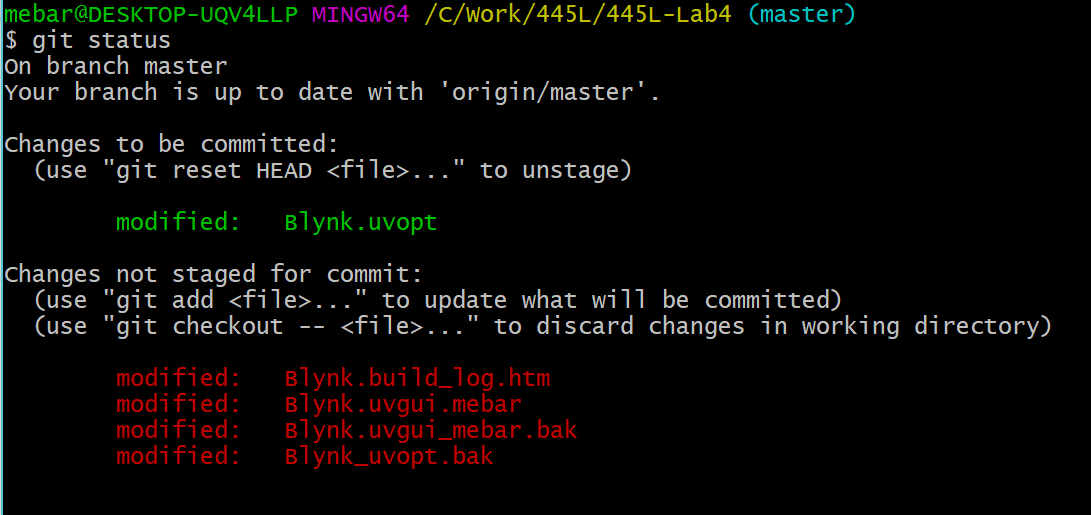 mebar@DESKTOP-UQV4LLP MINGW64 /C/Work/445L/445L-Lab4 (master)
$ git status
On branch master
Your branch is up to date with 'origin/master'.
Changes to be committed:
(use "git reset HEAD <file>..." to unstage)
modified: Blynk.uvopt
Changes not staged for commit:
(use "git add <file>..." to update what will be committed)
(use "git checkout -- <file>..." to discard changes in working directory)
modified: Blynk.build_log.htm
modified: Blynk.uvgui.mebar
modified: Blynk.uvgui_mebar.bak
modified: Blynk_uvopt.bak